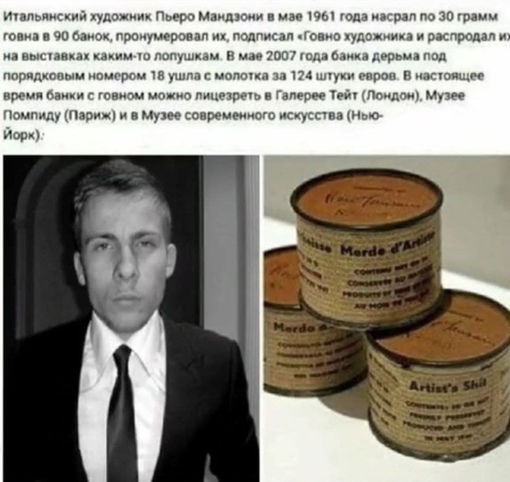 Итальянский художник Пьеро Мандзони в мае 1961 года насрал по 30 грамм
говна в 90 банок, пронумеровал их, подписал «Говно художника и распродал их
на выставках каким-то лопушкам. В мае 2007 года банка дерьма под
порядковым номером 18 ушла с молотка за 124 штуки евров. В настоящее
время банки с говном можно лицезреть в Галерее Тейт (Лондон), Музее
Помпиду (Париж) и в Музее современного искусства (Нью-
Йорк):
Merde d'Artiste
Merda
Artist's Shit